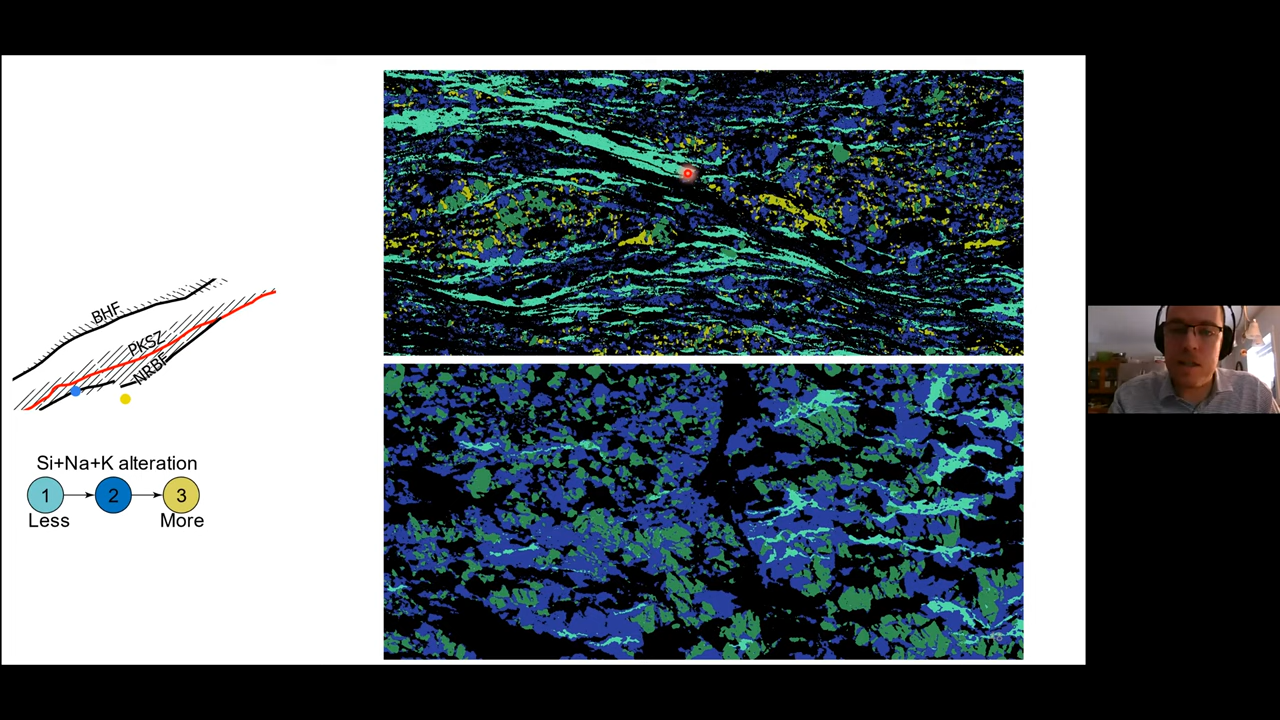 BHF
PKSZ
NRBF
Si+Na+K alteration
1
2
3
Less
More